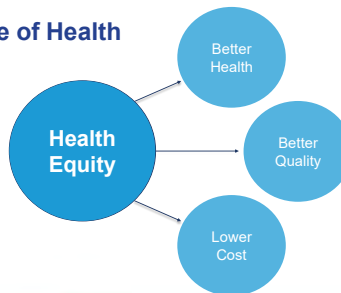 e of Health
Better
Health
Health
Equity
Better
Quality
Lower
Cost